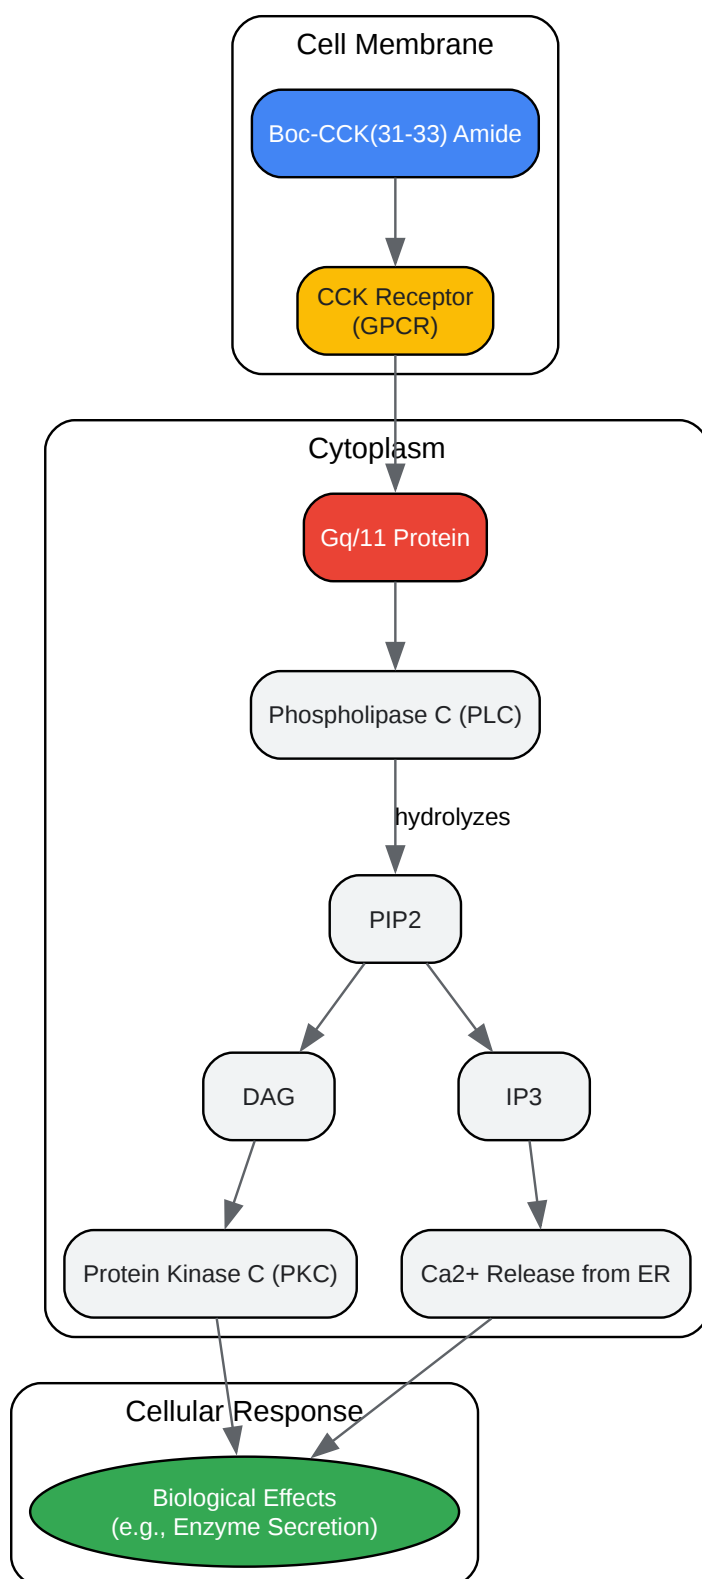 Cell Membrane
Boc-CCK(31-33) Amide
CCK Receptor
(GPCR)
Cytoplasm
Gq/11 Protein
Phospholipase C (PLC)
hydrolyzes
PIP2
DAG
IP3
Protein Kinase C (PKC)
Ca2+ Release from ER
Cellular Response
Biological Effects
(e.g., Enzyme Secretion)